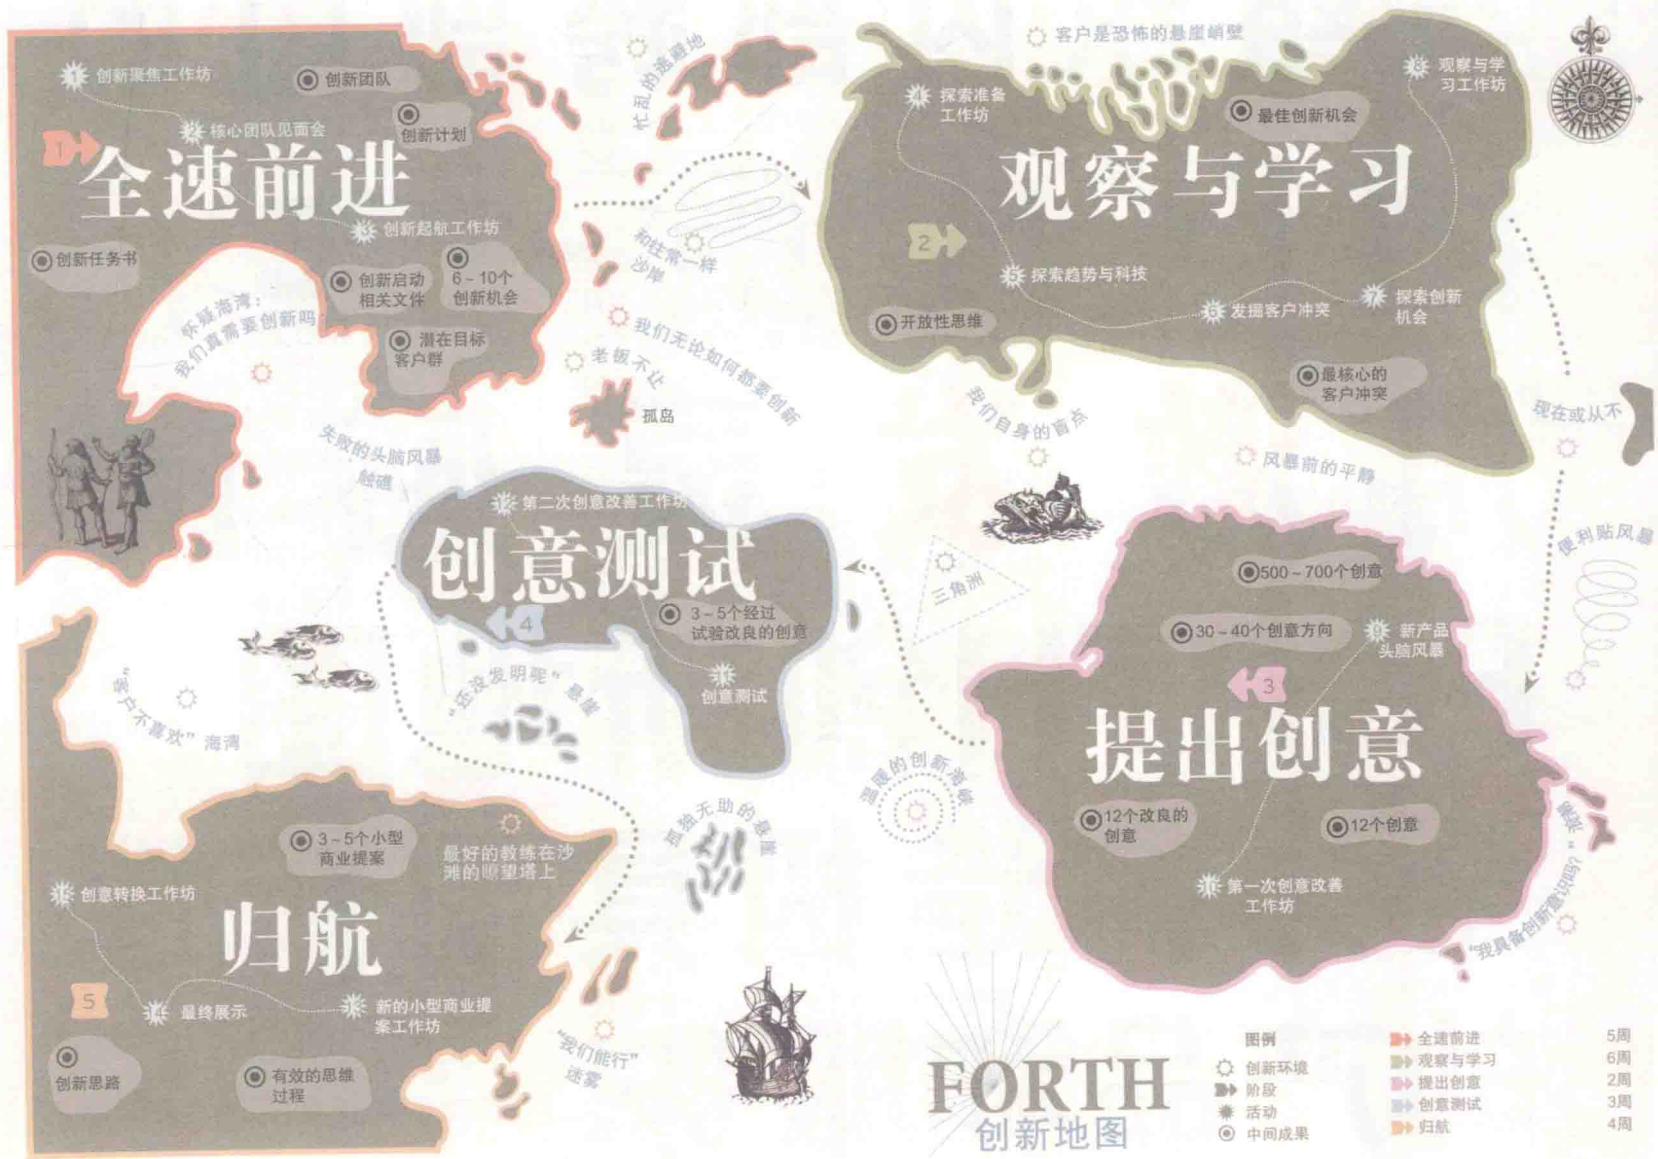 1
创新聚焦工作坊
创新团队
创新计划
2
核心团队见面会
1
全速前进
3
创新起航工作坊
创新任务书
创新启动
相关文件
6~10个
创新机会
潜在目标
客户群
怀疑海湾:
我们真需要创新吗
忙乱的逃避地
和往常一样
沙岸
我们无论如何都要创新
老板不让
孤岛
失败的头脑风暴
触礁
客户是恐怖的悬崖峭壁
4
探索准备
工作坊
最佳创新机会
8
观察与学
习工作坊
观察与学习
2
5
探索趋势与科技
6
发掘客户冲突
7
探索创新
机会
开放性思维
最核心的
客户冲突
我们自身的盲点
风暴前的平静
现在或从不
便利贴风暴
第二次创意改善工作坊
创意测试
4
3~5个经过
试验改良的创意
11
创意测试
三角洲
500~700个创意
30~40个创意方向
9
新产品
头脑风暴
3
提出创意
12个改良的
创意
12个创意
10
第一次创意改善
工作坊
“还没发明呢”悬崖
温暖的创新海峡
孤独无助的悬崖
“我具备创新意识吗?”
客户不喜欢”海湾
3~5个小型
商业提案
最好的教练在沙
滩的瞭望塔上
创意转换工作坊
归航
5
14
最终展示
新的小型商业提
案工作坊
创新思路
有效的思维
过程
“我们能行”
迷雾
FORTH
创新地图
图例
创新环境
阶段
活动
中间成果
全速前进 5周
观察与学习 6周
提出创意 2周
创意测试 3周
归航 4周